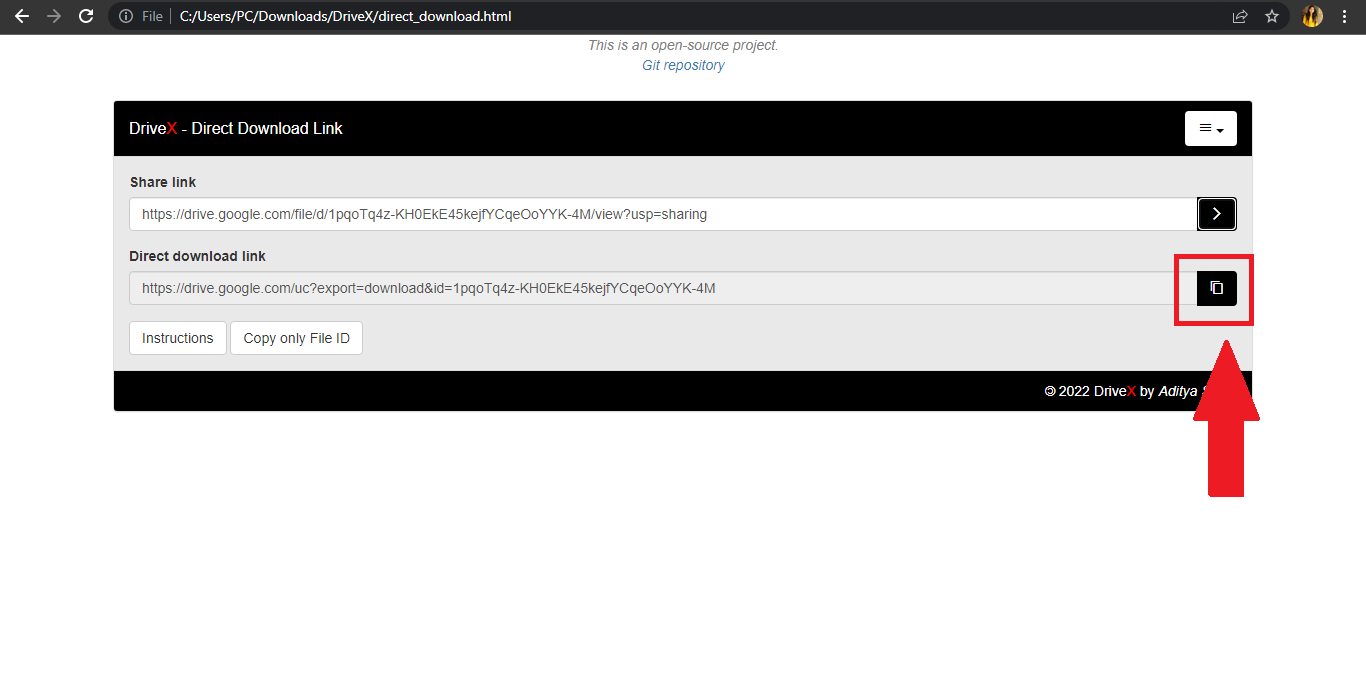 File C:/Users/PC/Downloads/DriveX/direct_download.html
This is an open-source project.
Git repository
DriveX - Direct Download Link
Share link
https://drive.google.com/file/d/1pqoTq4z-KH0EkE45kejfYCqeOoYYK-4M/view?usp=sharing
Direct download link
https://drive.google.com/uc?export=download&id=1pqoTq4z-KH0EkE45kejfYCqeOoYYK-4M
Instructions Copy only File ID
© 2022 DriveX by Aditya